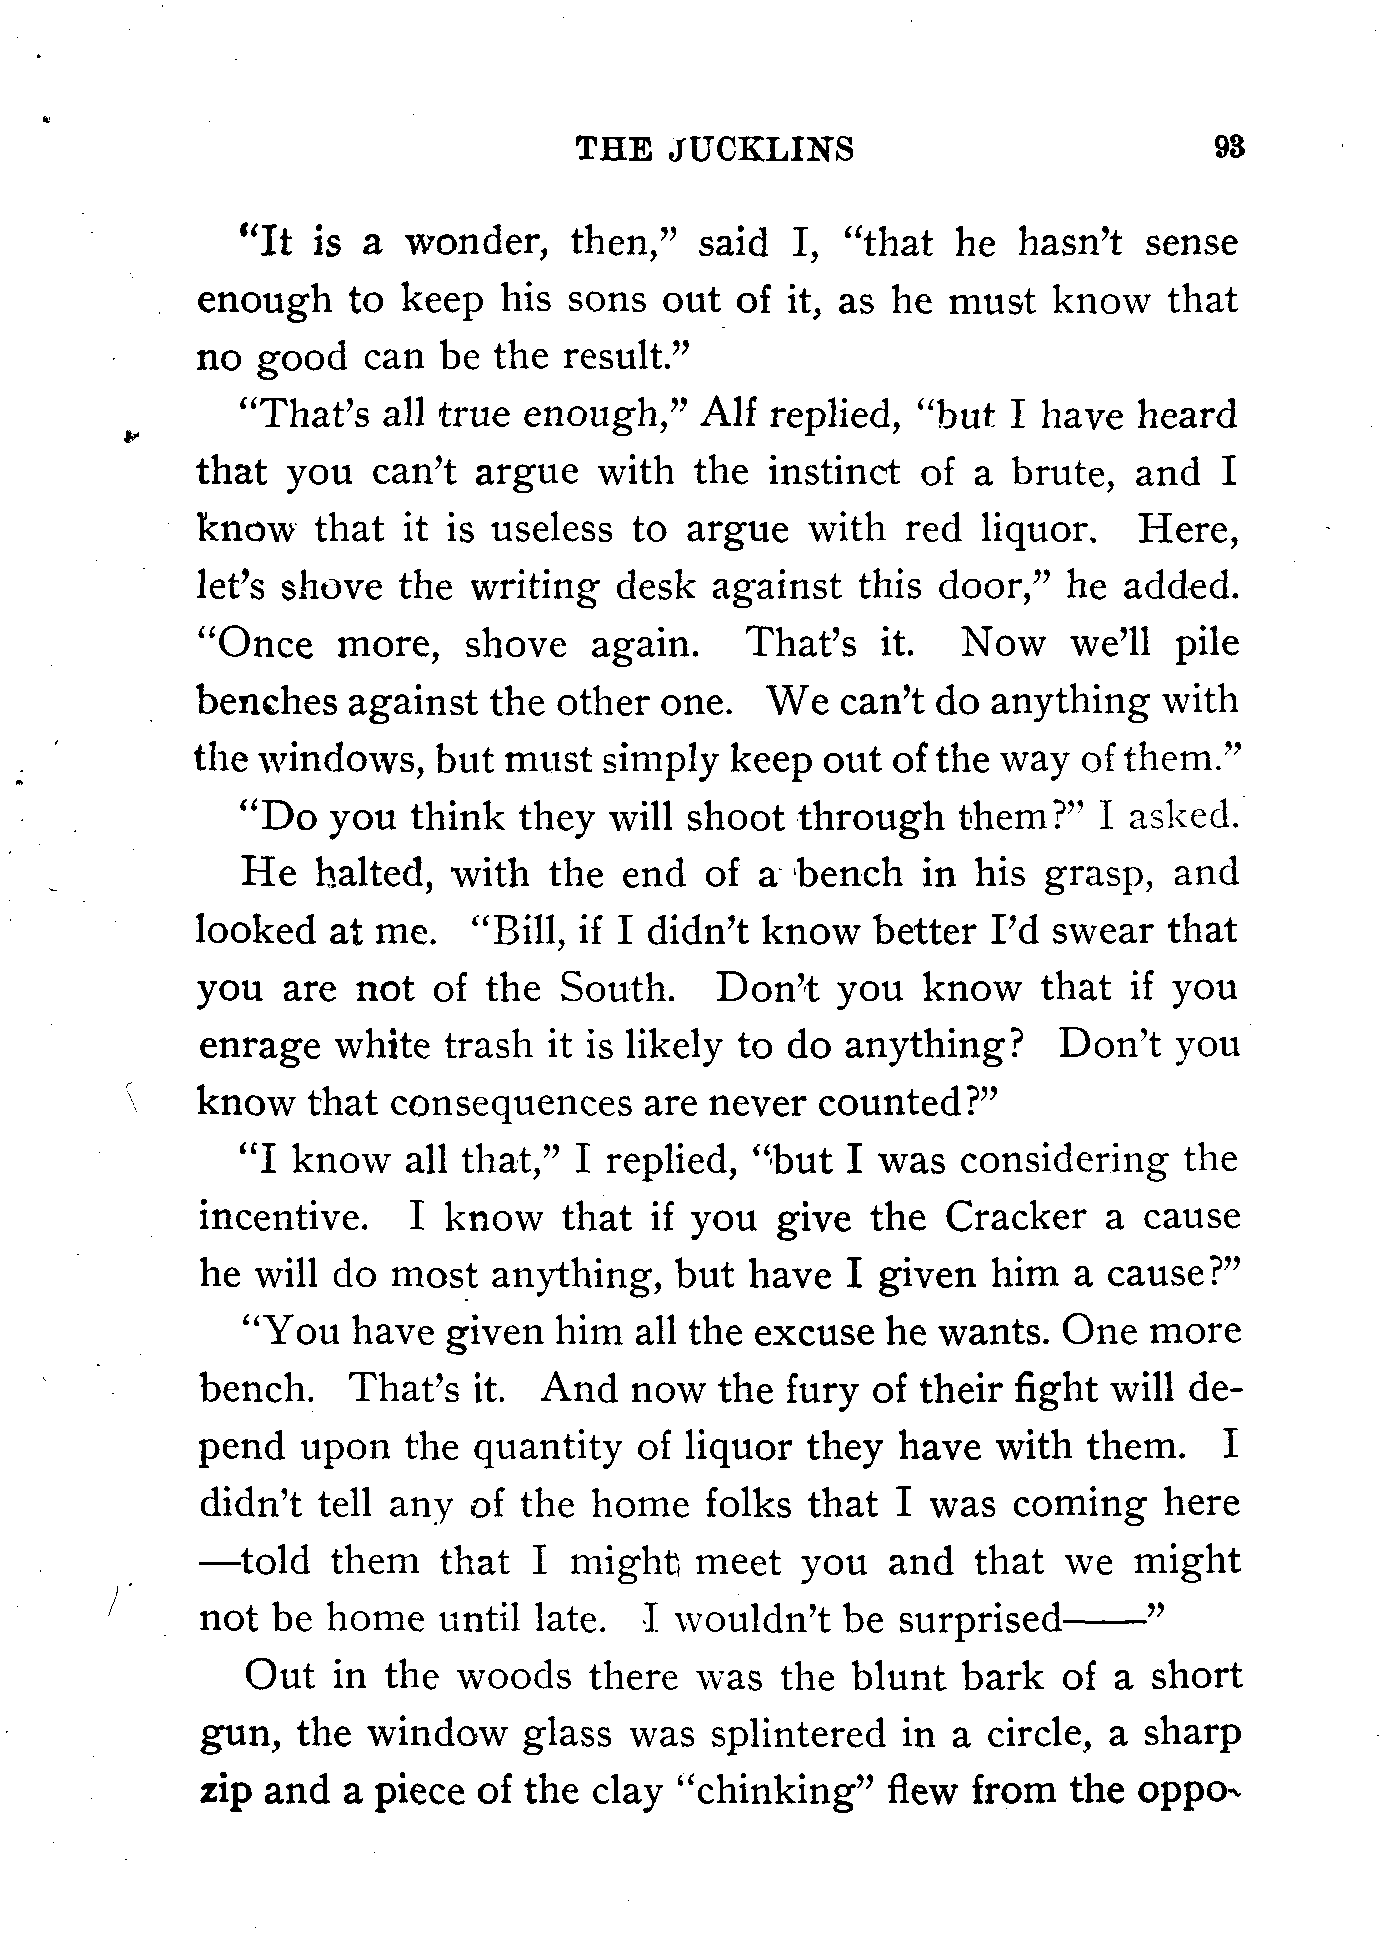 THE JUCKLINS 93
“It is a wonder, then,” said I, “that he hasn’t sense
enough to keep his sons out of it, as he must know that
no good can be the result.”
“That’s all true enough,” Alf replied, “but I have heard
that you can’t argue with the instinct of a brute, and I
know that it is useless to argue with red liquor. Here,
let’s shove the writing desk against this door,” he added.
“Once more, shove again. That’s it. Now we’ll pile
benches against the other one. We can’t do anything with
the windows, but must simply keep out of the way of them.”
“Do you think they will shoot through them?” I asked.
He halted, with the end of a bench in his grasp, and
looked at me. “Bill, if I didn’t know better I’d swear that
you are not of the South. Don’t you know that if you
enrage white trash it is likely to do anything? Don’t you
know that consequences are never counted?”
“I know all that,” I replied, “but I was considering the
incentive. I know that if you give the Cracker a cause
he will do most anything, but have I given him a cause?”
“You have given him all the excuse he wants. One more
bench. That’s it. And now the fury of their fight will de-
pend upon the quantity of liquor they have with them. I
didn’t tell any of the home folks that I was coming here
—told them that I might meet you and that we might
not be home until late. I wouldn’t be surprised——”
Out in the woods there was the blunt bark of a short
gun, the window glass was splintered in a circle, a sharp
zip and a piece of the clay “chinking” flew from the oppo-